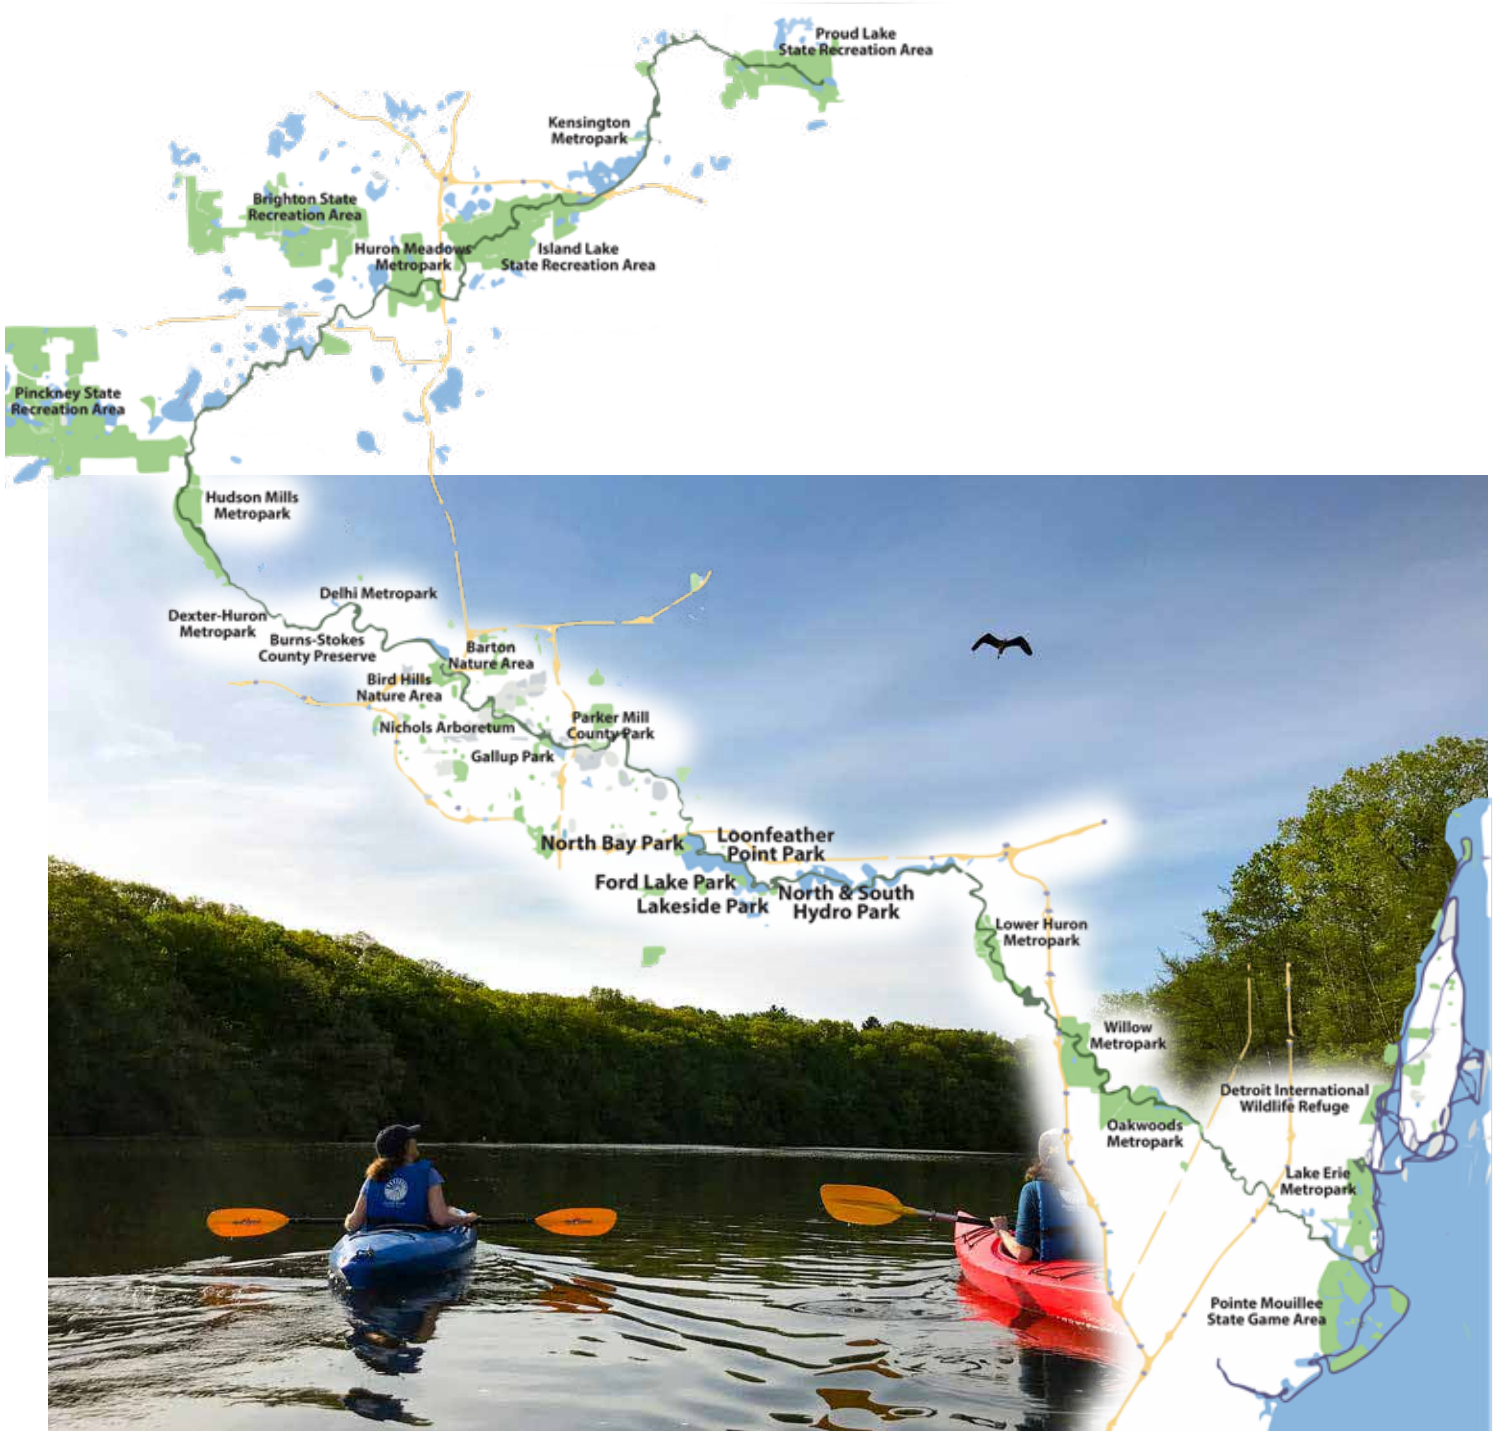 Proud Lake
State Recreation Area
Kensington
Metropark
Brighton State
Recreation Area
Huron Meadows
Metropark
Island Lake
State Recreation Area
Pinckney State
Recreation Area
Hudson Mills
Metropark
Delhi Metropark
Dexter-Huron
Metropark
Burns-Stokes
County Preserve
Barton
Nature Area
Bird Hills
Nature Area
Nichols Arboretum
Parker Mill
County Park
Gallup Park
North Bay Park
Loonfeather
Point Park
Ford Lake Park
Lakeside Park
North & South
Hydro Park
Lower Huron
Metropark
Willow
Metropark
Detroit International
Wildlife Refuge
Oakwoods
Metropark
Lake Erie
Metropark
Pointe Mouillee
State Game Area